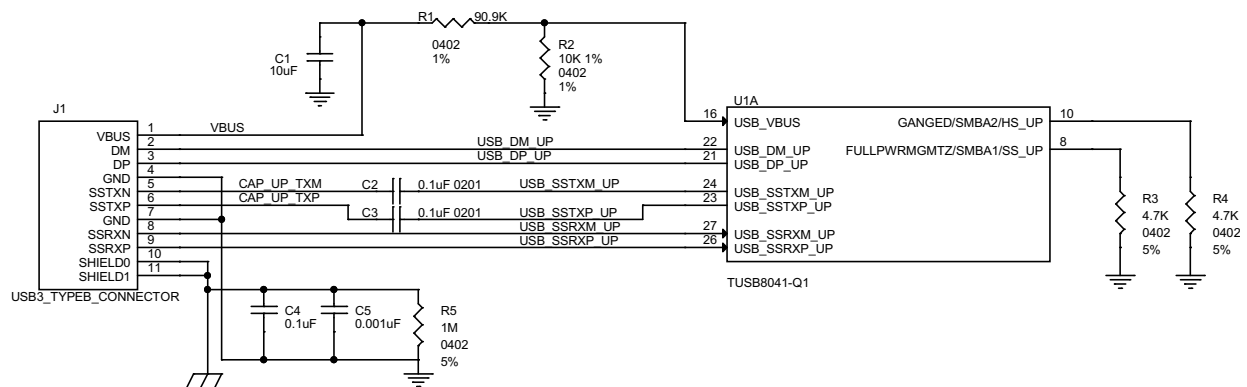 R1 90.9K
0402
1%
C1
10uF
R2
10K 1%
0402
1%
J1
VBUS 1 VBUS
DM 2 USB_DM_UP
DP 3 USB_DP_UP
GND 4
SSTXN 5 CAP_UP_TXM C2 0.1uF 0201 USB_SSTXM_UP
SSTXP 6 CAP_UP_TXP C3 0.1uF 0201 USB_SSTXP_UP
GND 7
SSRXN 8 USB_SSRXM_UP
SSRXP 9 USB_SSRXP_UP
SHIELD0 10
SHIELD1 11
USB3_TYPEB_CONNECTOR
U1A
16 USB_VBUS GANGED/SMBA2/HS_UP 10
22 USB_DM_UP FULLPWRMGMTZ/SMBA1/SS_UP 8
21 USB_DP_UP
24 USB_SSTXM_UP
23 USB_SSTXP_UP
27 USB_SSRXM_UP
26 USB_SSRXP_UP
TUSB8041-Q1
R3
4.7K
0402
5%
R4
4.7K
0402
5%
C4
0.1uF
C5
0.001uF
R5
1M
0402
5%